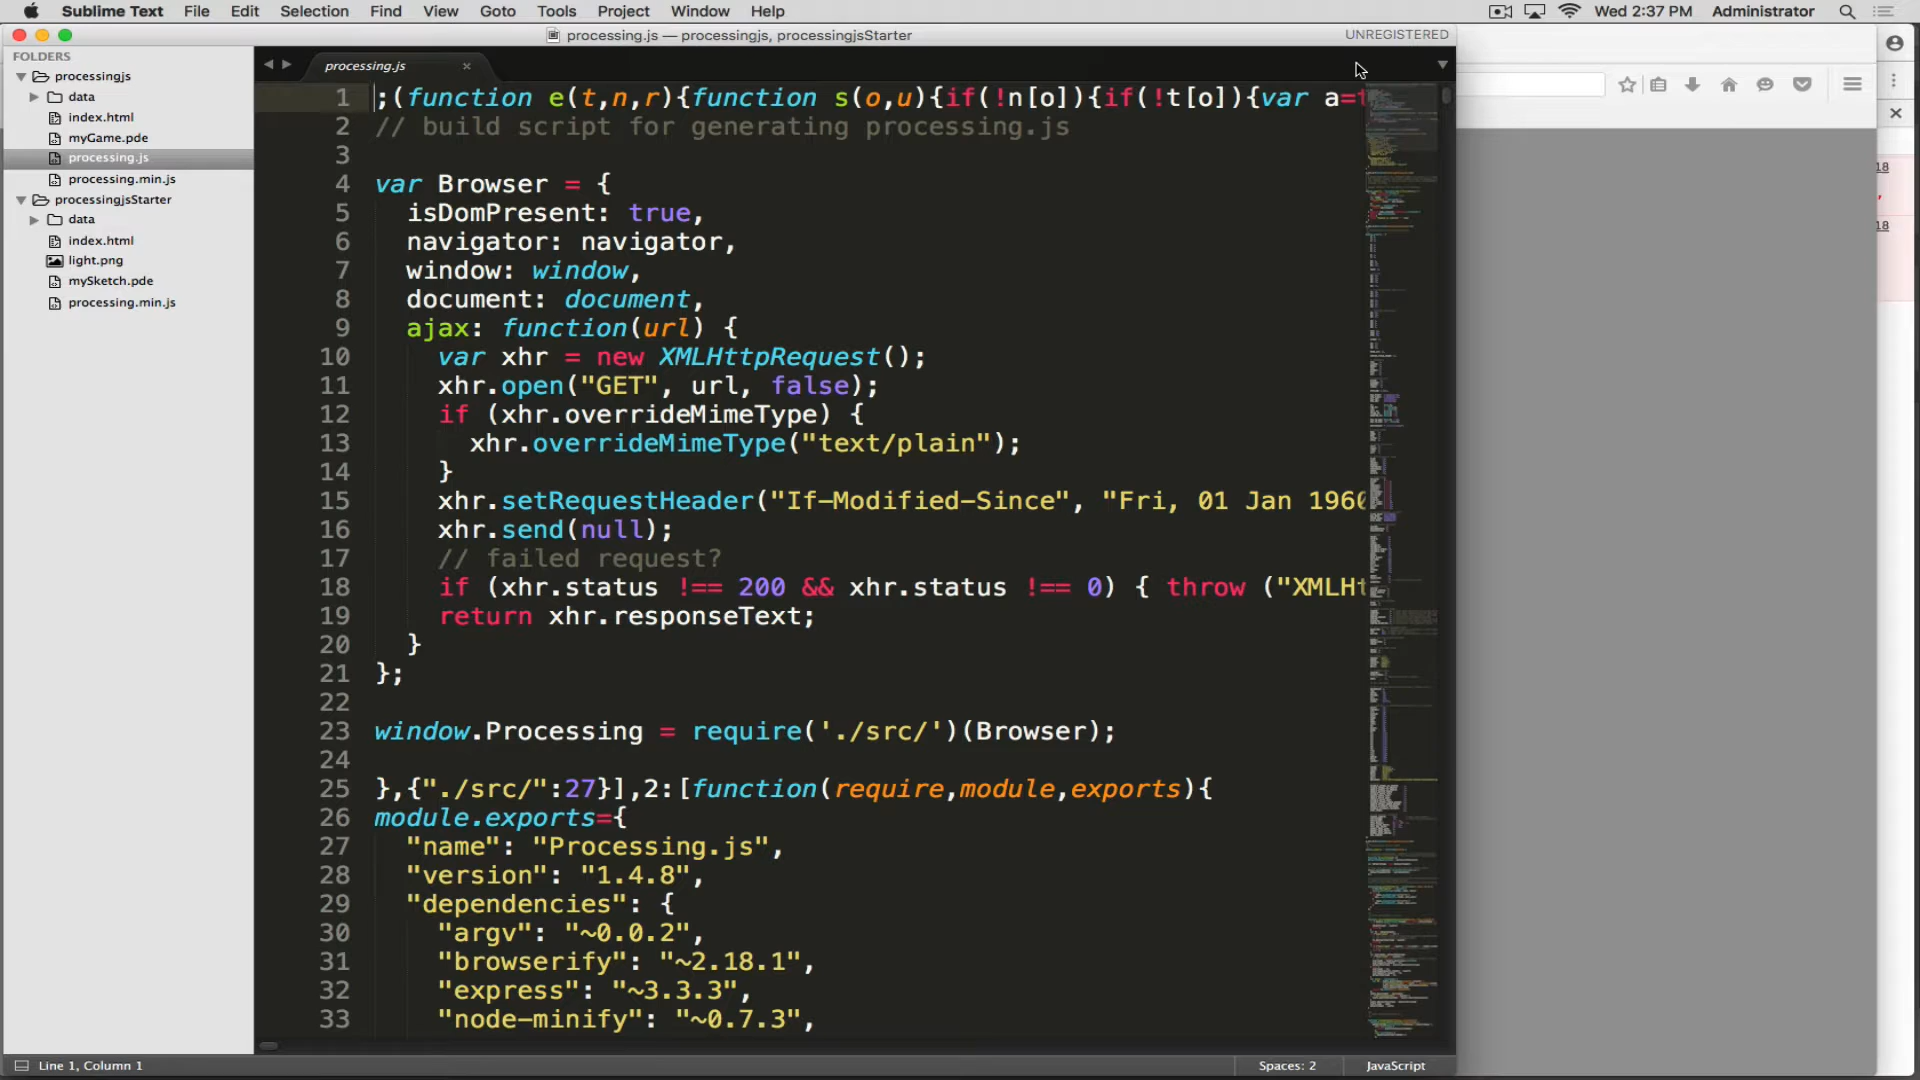 Sublime Text File Edit Selection Find View Goto Tools Project Window Help Wed 2:37 PM Administrator
processing.js — processingjs, processingjsStarter UNREGISTERED
FOLDERS
processingjs
data
index.html
myGame.pde
processing.js
processing.min.js
processingjsStarter
data
index.html
light.png
mySketch.pde
processing.min.js
processing.js ×
1 ;(function e(t,n,r){function s(o,u){if(!n[o]){if(!t[o]){var a=t
2 // build script for generating processing.js
3
4 var Browser = {
5 isDomPresent: true,
6 navigator: navigator,
7 window: window,
8 document: document,
9 ajax: function(url) {
10 var xhr = new XMLHttpRequest();
11 xhr.open("GET", url, false);
12 if (xhr.overrideMimeType) {
13 xhr.overrideMimeType("text/plain");
14 }
15 xhr.setRequestHeader("If-Modified-Since", "Fri, 01 Jan 1960
16 xhr.send(null);
17 // failed request?
18 if (xhr.status !== 200 && xhr.status !== 0) { throw ("XMLHt
19 return xhr.responseText;
20 }
21 };
22
23 window.Processing = require('./src/')(Browser);
24
25 },{"./src/":27}],2:[function(require,module,exports){
26 module.exports={
27 "name": "Processing.js",
28 "version": "1.4.8",
29 "dependencies": {
30 "argv": "~0.0.2",
31 "browserify": "~2.18.1",
32 "express": "~3.3.3",
33 "node-minify": "~0.7.3",
18
18
Line 1, Column 1 Spaces: 2 JavaScript